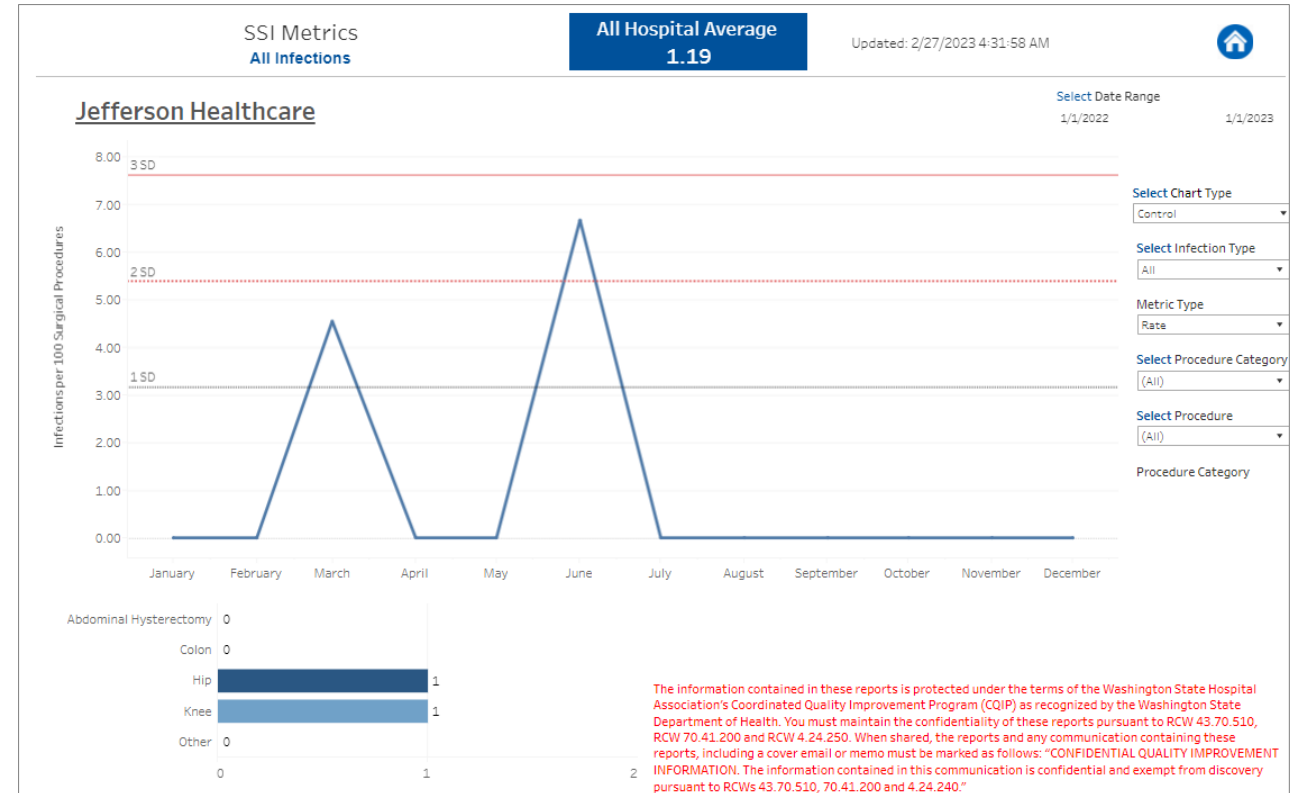 SSI Metrics
All Infections
All Hospital Average
1.19
Updated: 2/27/2023 4:31:58 AM
Jefferson Healthcare
Select Date Range
1/1/2022 1/1/2023
8.00
3 SD
7.00
6.00
2 SD
5.00
4.00
1 SD
3.00
2.00
1.00
0.00
Infections per 100 Surgical Procedures
January February March April May June July August September October November December
Select Chart Type
Control
Select Infection Type
All
Metric Type
Rate
Select Procedure Category
(All)
Select Procedure
(All)
Procedure Category
Abdominal Hysterectomy 0
Colon 0
Hip 1
Knee 1
Other 0
0 1 2
The information contained in these reports is protected under the terms of the Washington State Hospital
Association's Coordinated Quality Improvement Program (CQIP) as recognized by the Washington State
Department of Health. You must maintain the confidentiality of these reports pursuant to RCW 43.70.510,
RCW 70.41.200 and RCW 4.24.250. When shared, the reports and any communication containing these
reports, including a cover email or memo must be marked as follows: "CONFIDENTIAL QUALITY IMPROVEMENT
INFORMATION. The information contained in this communication is confidential and exempt from discovery
pursuant to RCWs 43.70.510, 70.41.200 and 4.24.240."